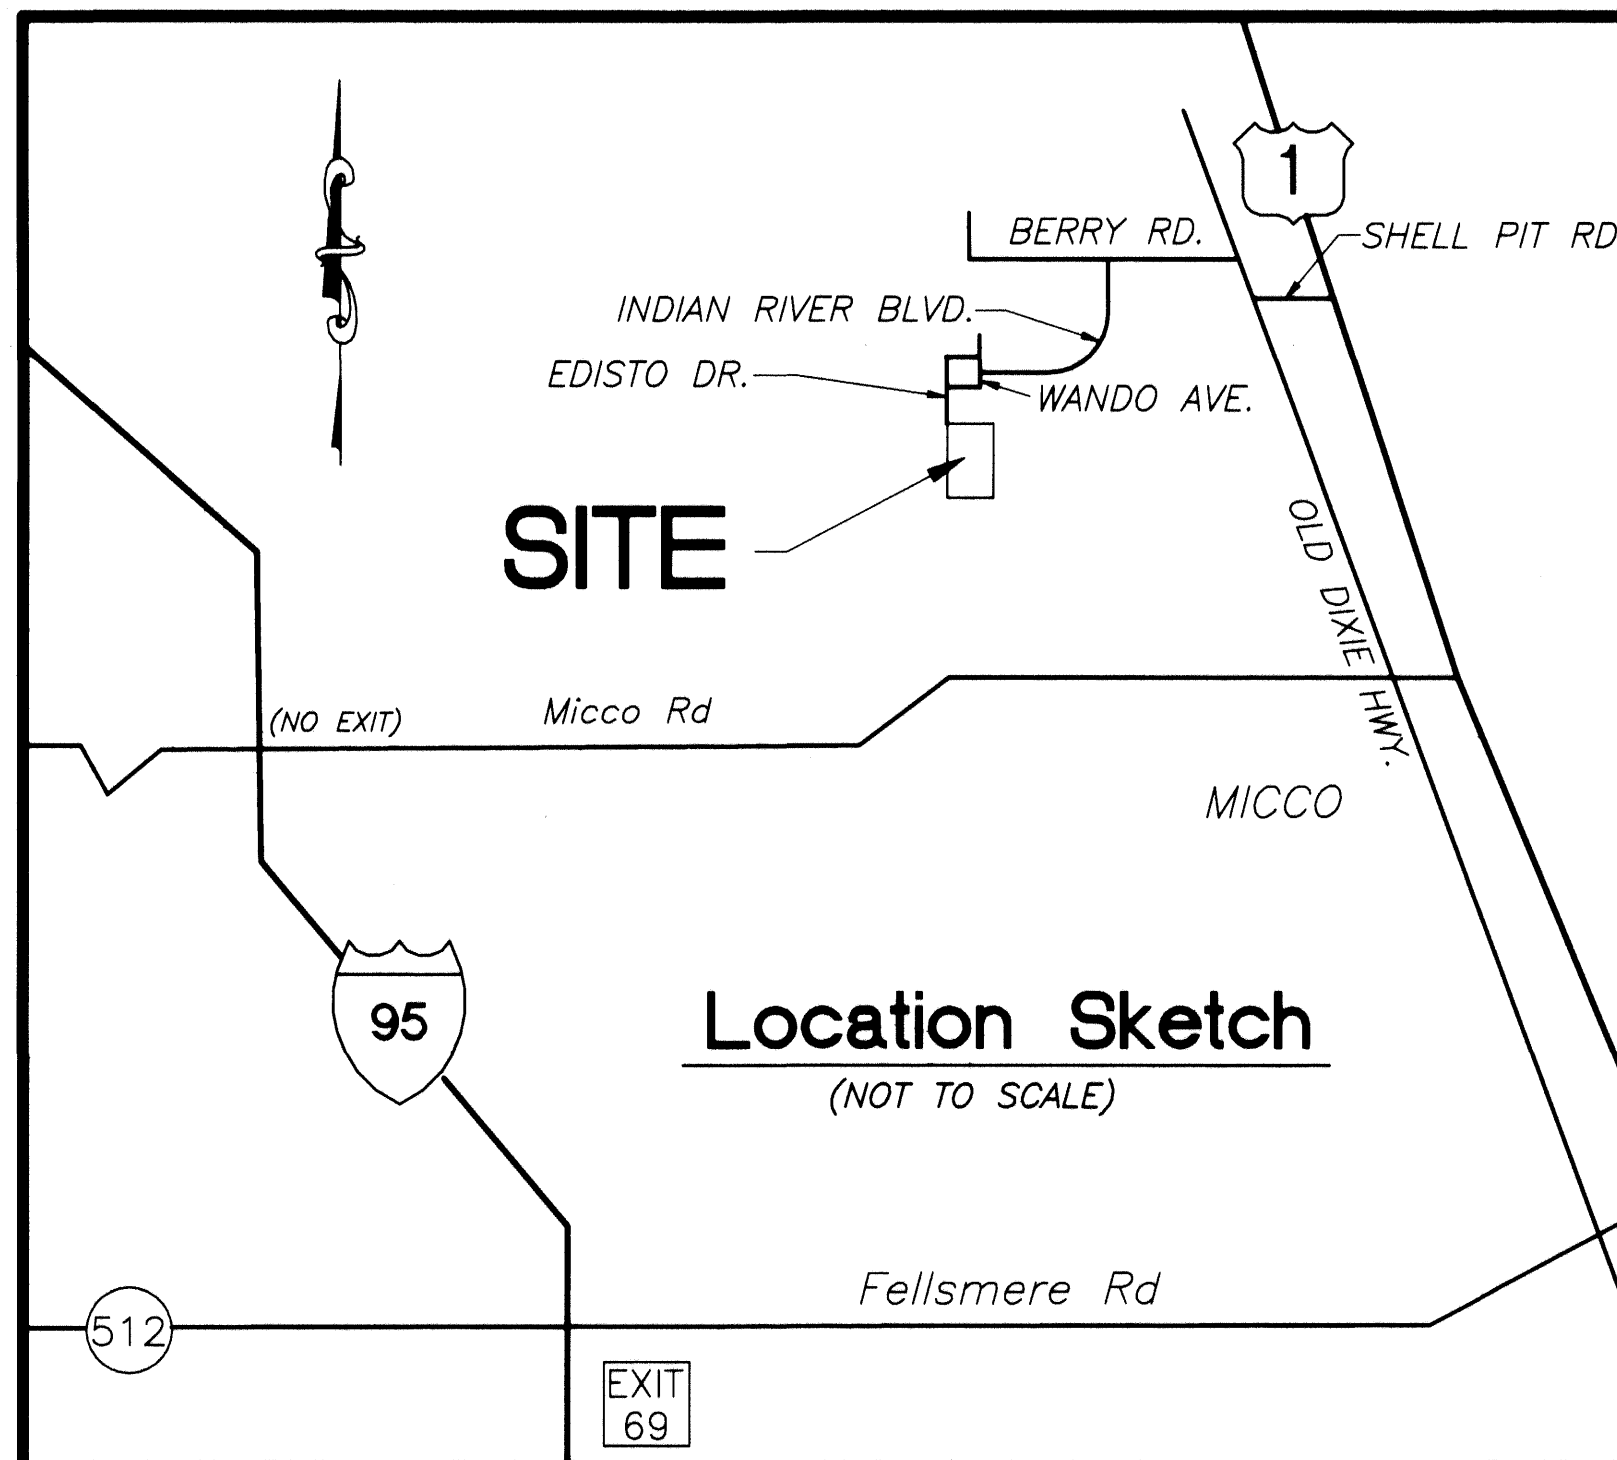 1
BERRY RD.
SHELL PIT RD
INDIAN RIVER BLVD.
EDISTO DR.
WANDO AVE.
SITE
OLD DIXIE HWY.
(NO EXIT)
Micco Rd
MICCO
95
Location Sketch
(NOT TO SCALE)
Fellsmere Rd
512
EXIT
69